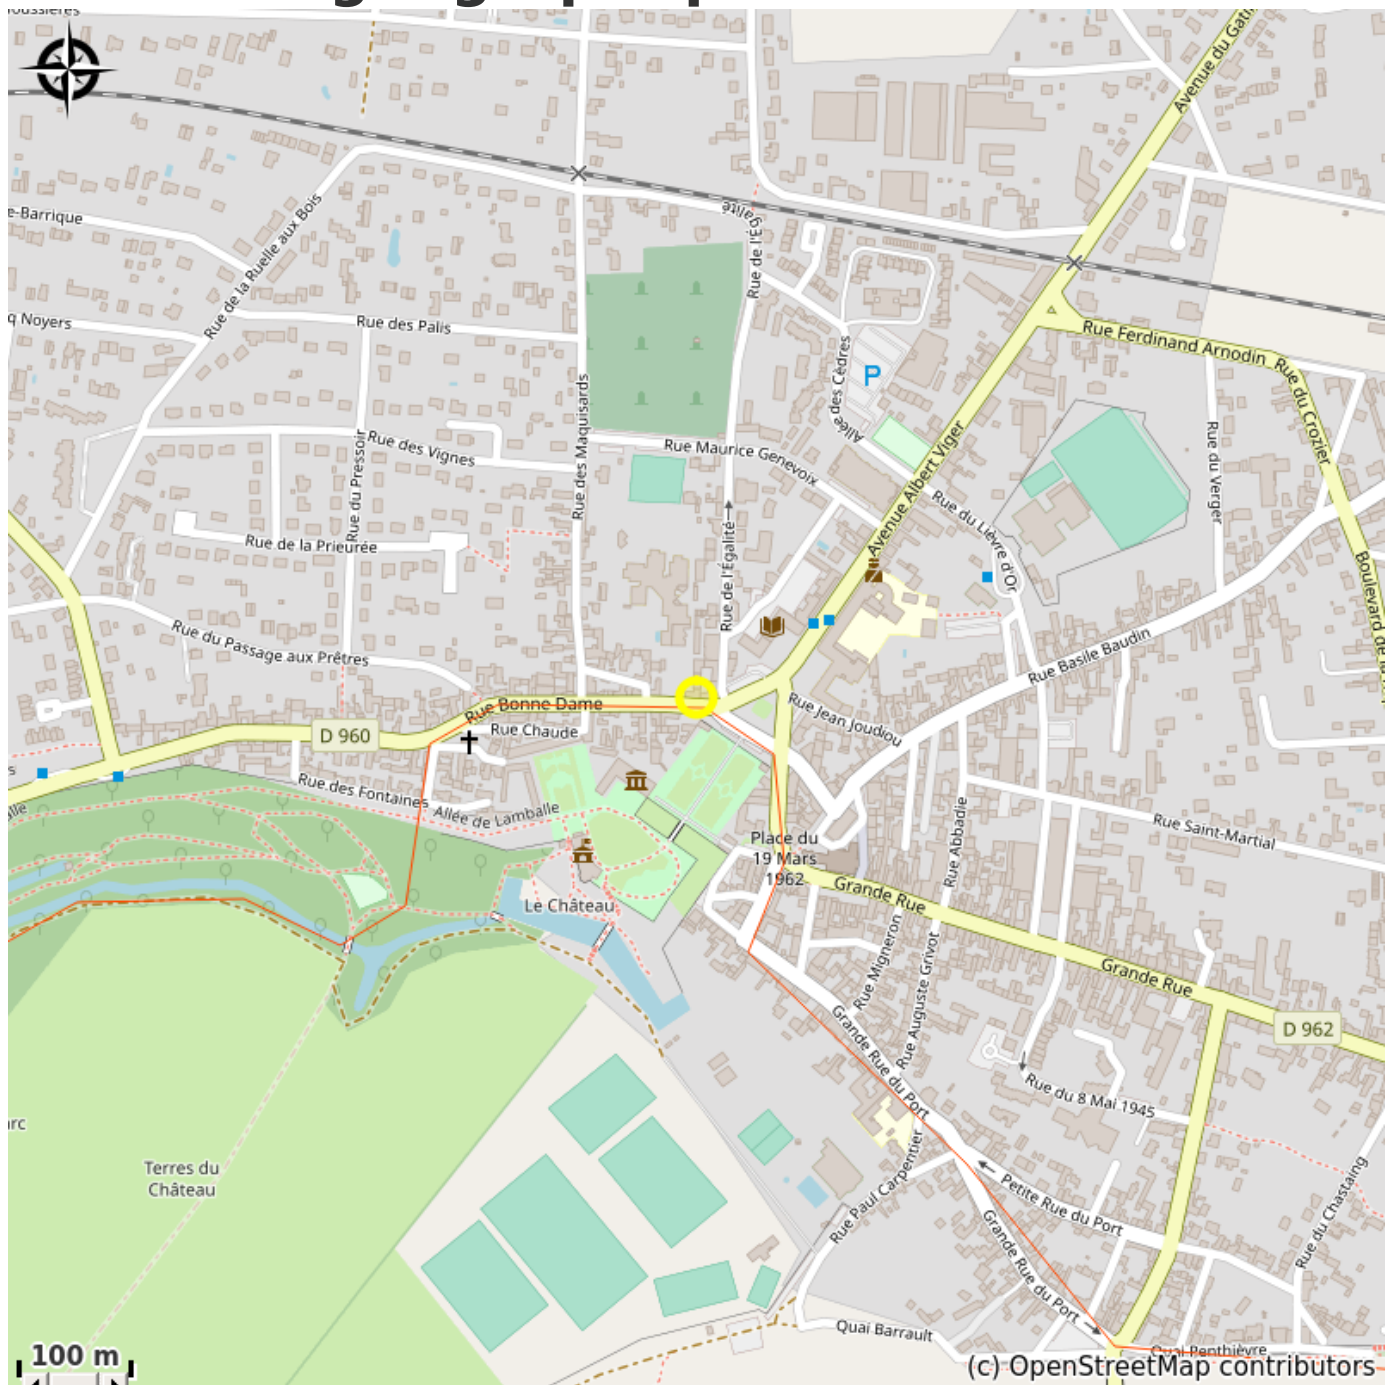 Avenue du Gatin
e-Barrique
Rue de la Ruelle aux Bois
Rue de l'Égalité
q Noyers
Rue des Palis
Rue Ferdinand Arnodin
Rue du Crozier
P
Allée des Cèdres
Rue des Maquisards
Rue Maurice Genevoix
Avenue Albert Viger
Rue du Verger
Rue des Vignes
Rue du Pressoir
Rue du Lièvre d'Or
Rue de la Prieurée
Rue de l'Égalité
Rue du Passage aux Prêtres
Rue Basile Baudin
Rue Bonne Dame
Rue Jean Joudiou
D 960
Rue Chaude
Rue des Fontaines
Allée de Lamballe
Place du
19 Mars
1962
Rue Abbadie
Rue Saint-Martial
Le Château
Grande Rue
Rue Migneron
Rue Auguste Grivot
Grande Rue
D 962
Grande Rue du Port
Rue du 8 Mai 1945
Terres du
Château
Rue Paul Carpentier
Petite Rue du Port
Rue du Chastaing
Grande Rue du Port
Quai Barrault
Quai Penthièvre
100 m
(c) OpenStreetMap contributors